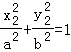 x₂²/a² + y₂²/b² = 1